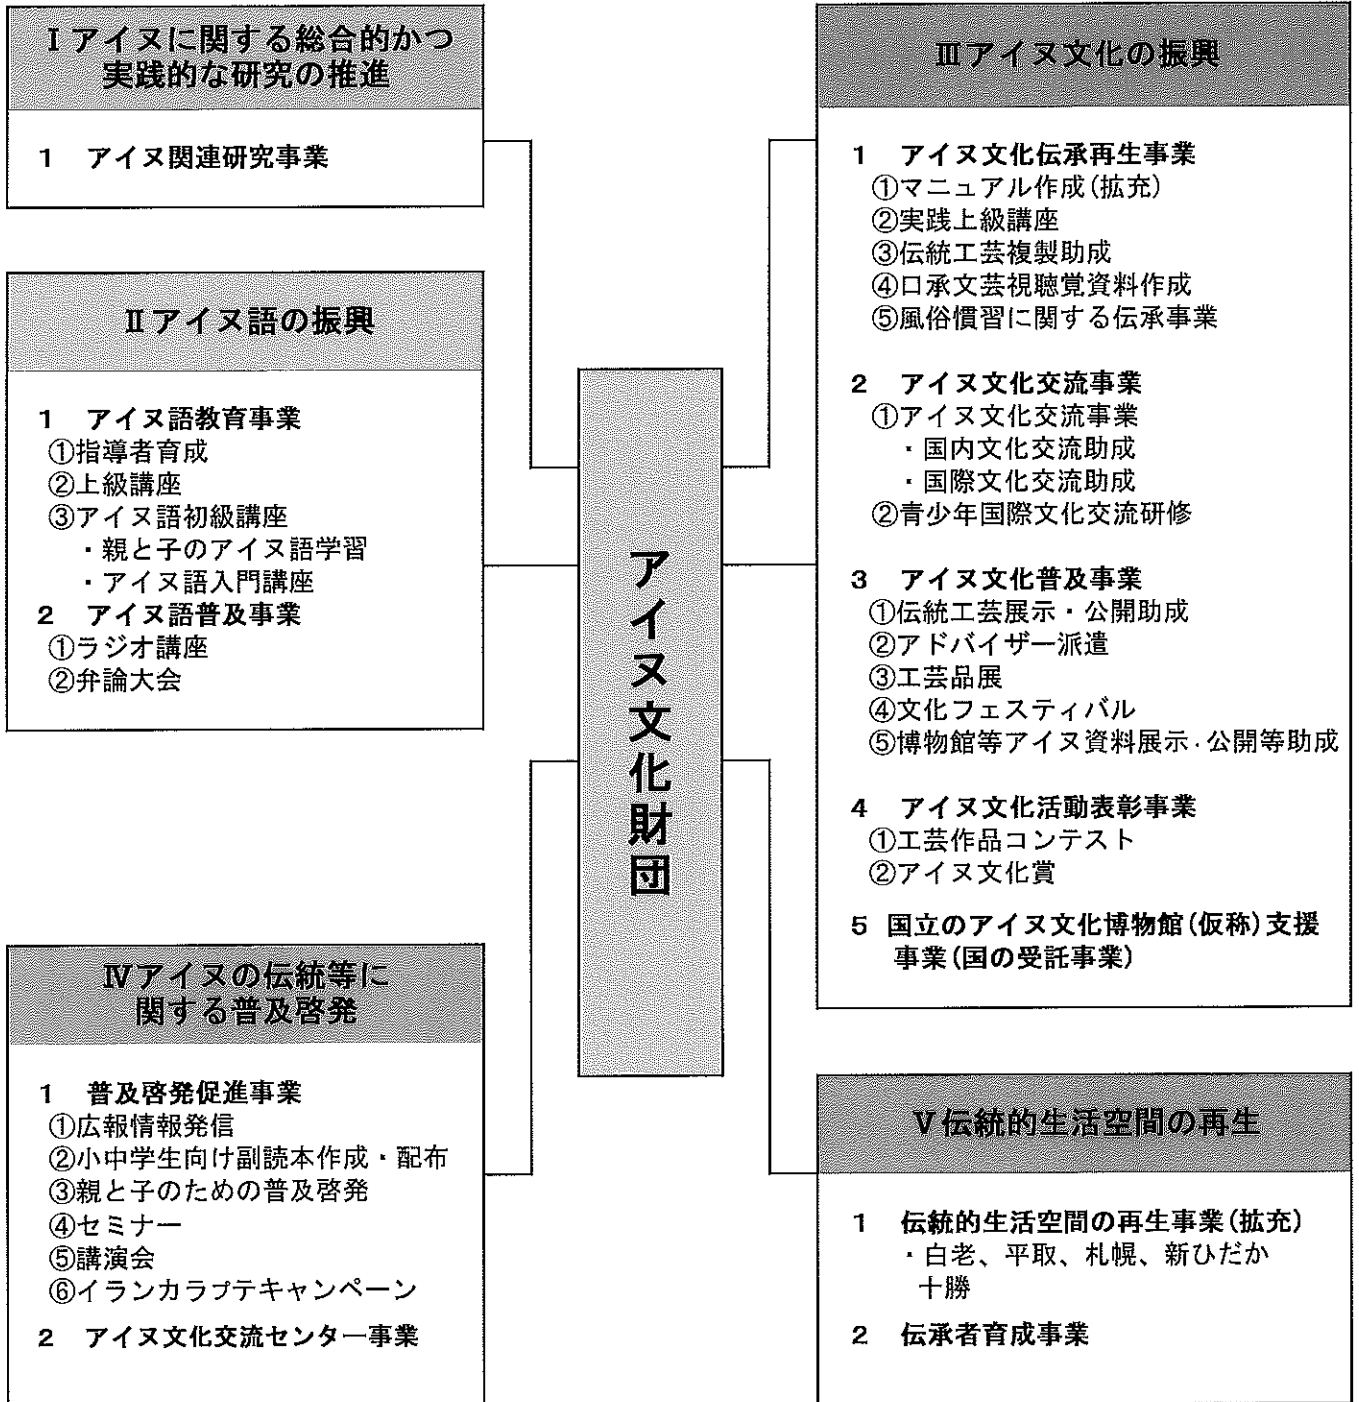 Ⅰアイヌに関する総合的かつ
実践的な研究の推進
1 アイヌ関連研究事業
Ⅱアイヌ語の振興
1 アイヌ語教育事業
①指導者育成
②上級講座
③アイヌ語初級講座
・親と子のアイヌ語学習
・アイヌ語入門講座
2 アイヌ語普及事業
①ラジオ講座
②弁論大会
Ⅳアイヌの伝統等に
関する普及啓発
1 普及啓発促進事業
①広報情報発信
②小中学生向け副読本作成・配布
③親と子のための普及啓発
④セミナー
⑤講演会
⑥イランカラㇷ゚テキャンペーン
2 アイヌ文化交流センター事業
アイヌ文化財団
Ⅲアイヌ文化の振興
1 アイヌ文化伝承再生事業
①マニュアル作成(拡充)
②実践上級講座
③伝統工芸複製助成
④口承文芸視聴覚資料作成
⑤風俗慣習に関する伝承事業
2 アイヌ文化交流事業
①アイヌ文化交流事業
・国内文化交流助成
・国際文化交流助成
②青少年国際文化交流研修
3 アイヌ文化普及事業
①伝統工芸展示・公開助成
②アドバイザー派遣
③工芸品展
④文化フェスティバル
⑤博物館等アイヌ資料展示・公開等助成
4 アイヌ文化活動表彰事業
①工芸作品コンテスト
②アイヌ文化賞
5 国立のアイヌ文化博物館(仮称)支援
事業(国の受託事業)
Ⅴ伝統的生活空間の再生
1 伝統的生活空間の再生事業(拡充)
・白老、平取、札幌、新ひだか
十勝
2 伝承者育成事業